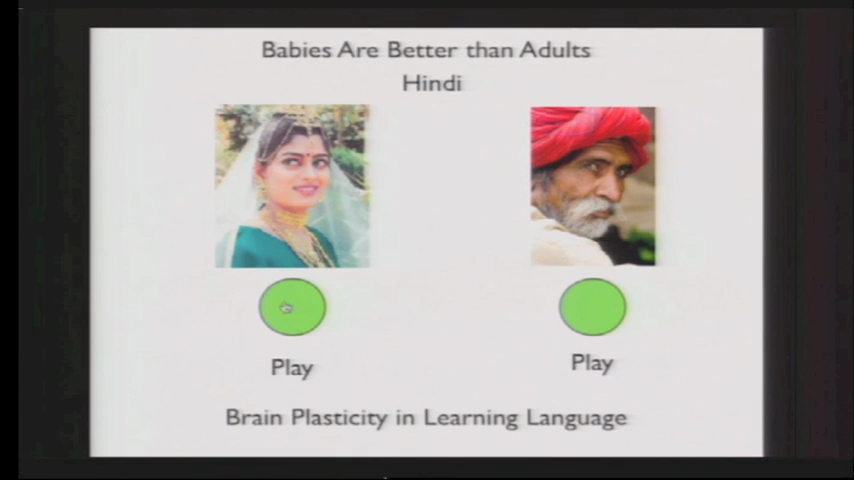 Babies Are Better than Adults
Hindi
Play
Play
Brain Plasticity in Learning Language